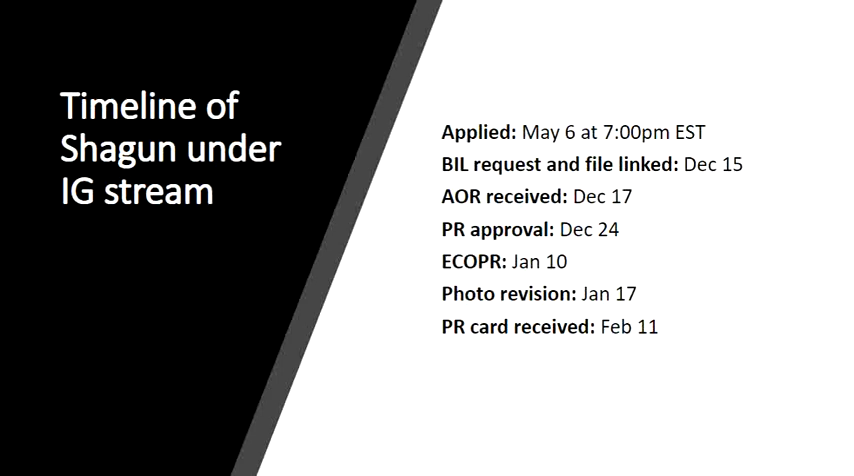 Timeline of
Shagun under
IG stream
Applied: May 6 at 7:00pm EST
BIL request and file linked: Dec 15
AOR received: Dec 17
PR approval: Dec 24
ECOPR: Jan 10
Photo revision: Jan 17
PR card received: Feb 11